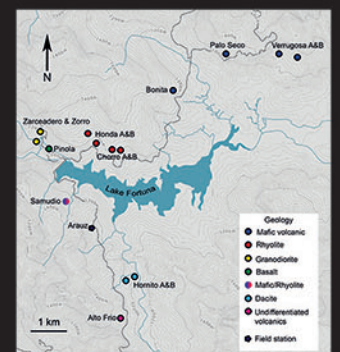 Palo Seco
Verrugosa A&B
N
Bonita
Zarceadero & Zorro
Honda A&B
Pinola
Chorro A&B
Lake Fortuna
Samudio
Arauz
Hornito A&B
Alto Frio
1 km
Geology
Mafic volcanic
Rhyolite
Granodiorite
Basalt
Mafic/Rhyolite
Dacite
Undifferentiated
volcanics
Field station